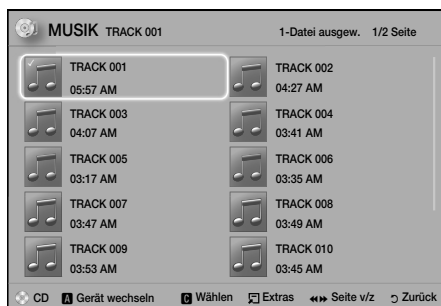 MUSIK TRACK 001 1-Datei ausgew. 1/2 Seite
TRACK 001 TRACK 002
05:57 AM 04:27 AM
TRACK 003 TRACK 004
04:07 AM 03:41 AM
TRACK 005 TRACK 006
03:17 AM 03:35 AM
TRACK 007 TRACK 008
03:47 AM 03:49 AM
TRACK 009 TRACK 010
03:53 AM 03:45 AM
CD A Gerät wechseln C Wählen Extras Seite v/z Zurück